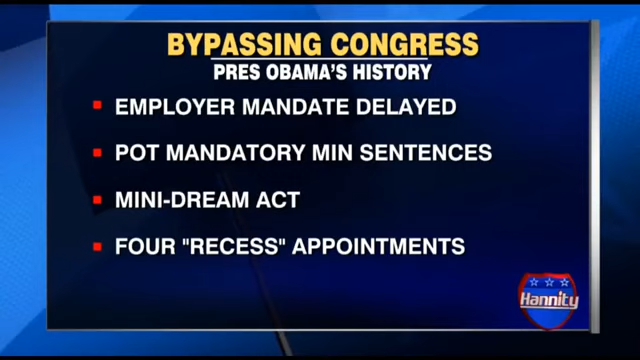 BYPASSING CONGRESS
PRES OBAMA'S HISTORY
EMPLOYER MANDATE DELAYED
POT MANDATORY MIN SENTENCES
MINI-DREAM ACT
FOUR "RECESS" APPOINTMENTS
Hannity